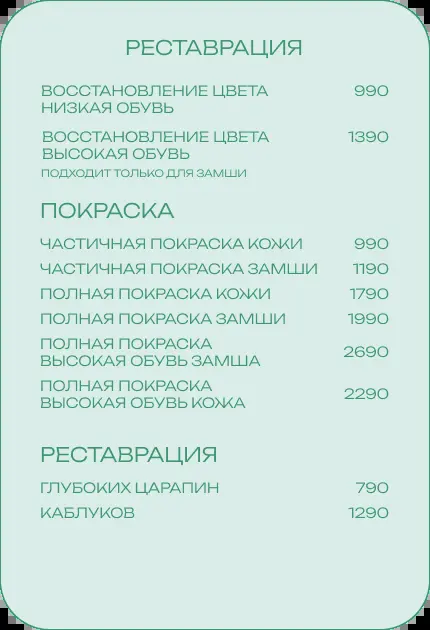 РЕСТАВРАЦИЯ
ВОССТАНОВЛЕНИЕ ЦВЕТА 990
НИЗКАЯ ОБУВЬ
ВОССТАНОВЛЕНИЕ ЦВЕТА 1390
ВЫСОКАЯ ОБУВЬ
ПОДХОДИТ ТОЛЬКО ДЛЯ ЗАМШИ
ПОКРАСКА
ЧАСТИЧНАЯ ПОКРАСКА КОЖИ 990
ЧАСТИЧНАЯ ПОКРАСКА ЗАМШИ 1190
ПОЛНАЯ ПОКРАСКА КОЖИ 1790
ПОЛНАЯ ПОКРАСКА ЗАМШИ 1990
ПОЛНАЯ ПОКРАСКА
ВЫСОКАЯ ОБУВЬ ЗАМША 2690
ПОЛНАЯ ПОКРАСКА
ВЫСОКАЯ ОБУВЬ КОЖА 2290
РЕСТАВРАЦИЯ
ГЛУБОКИХ ЦАРАПИН 790
КАБЛУКОВ 1290